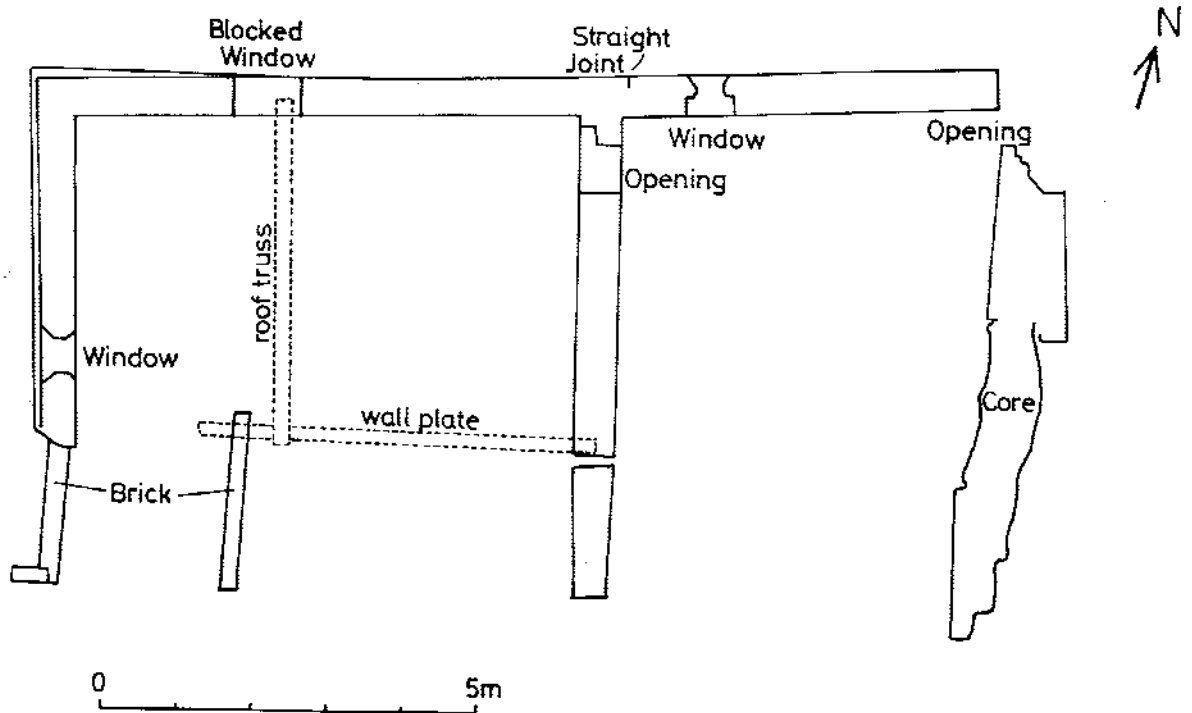 N
Blocked
Window
Straight
Joint
Window
Opening
Opening
roof truss
Window
wall plate
Core
Brick
0
5m